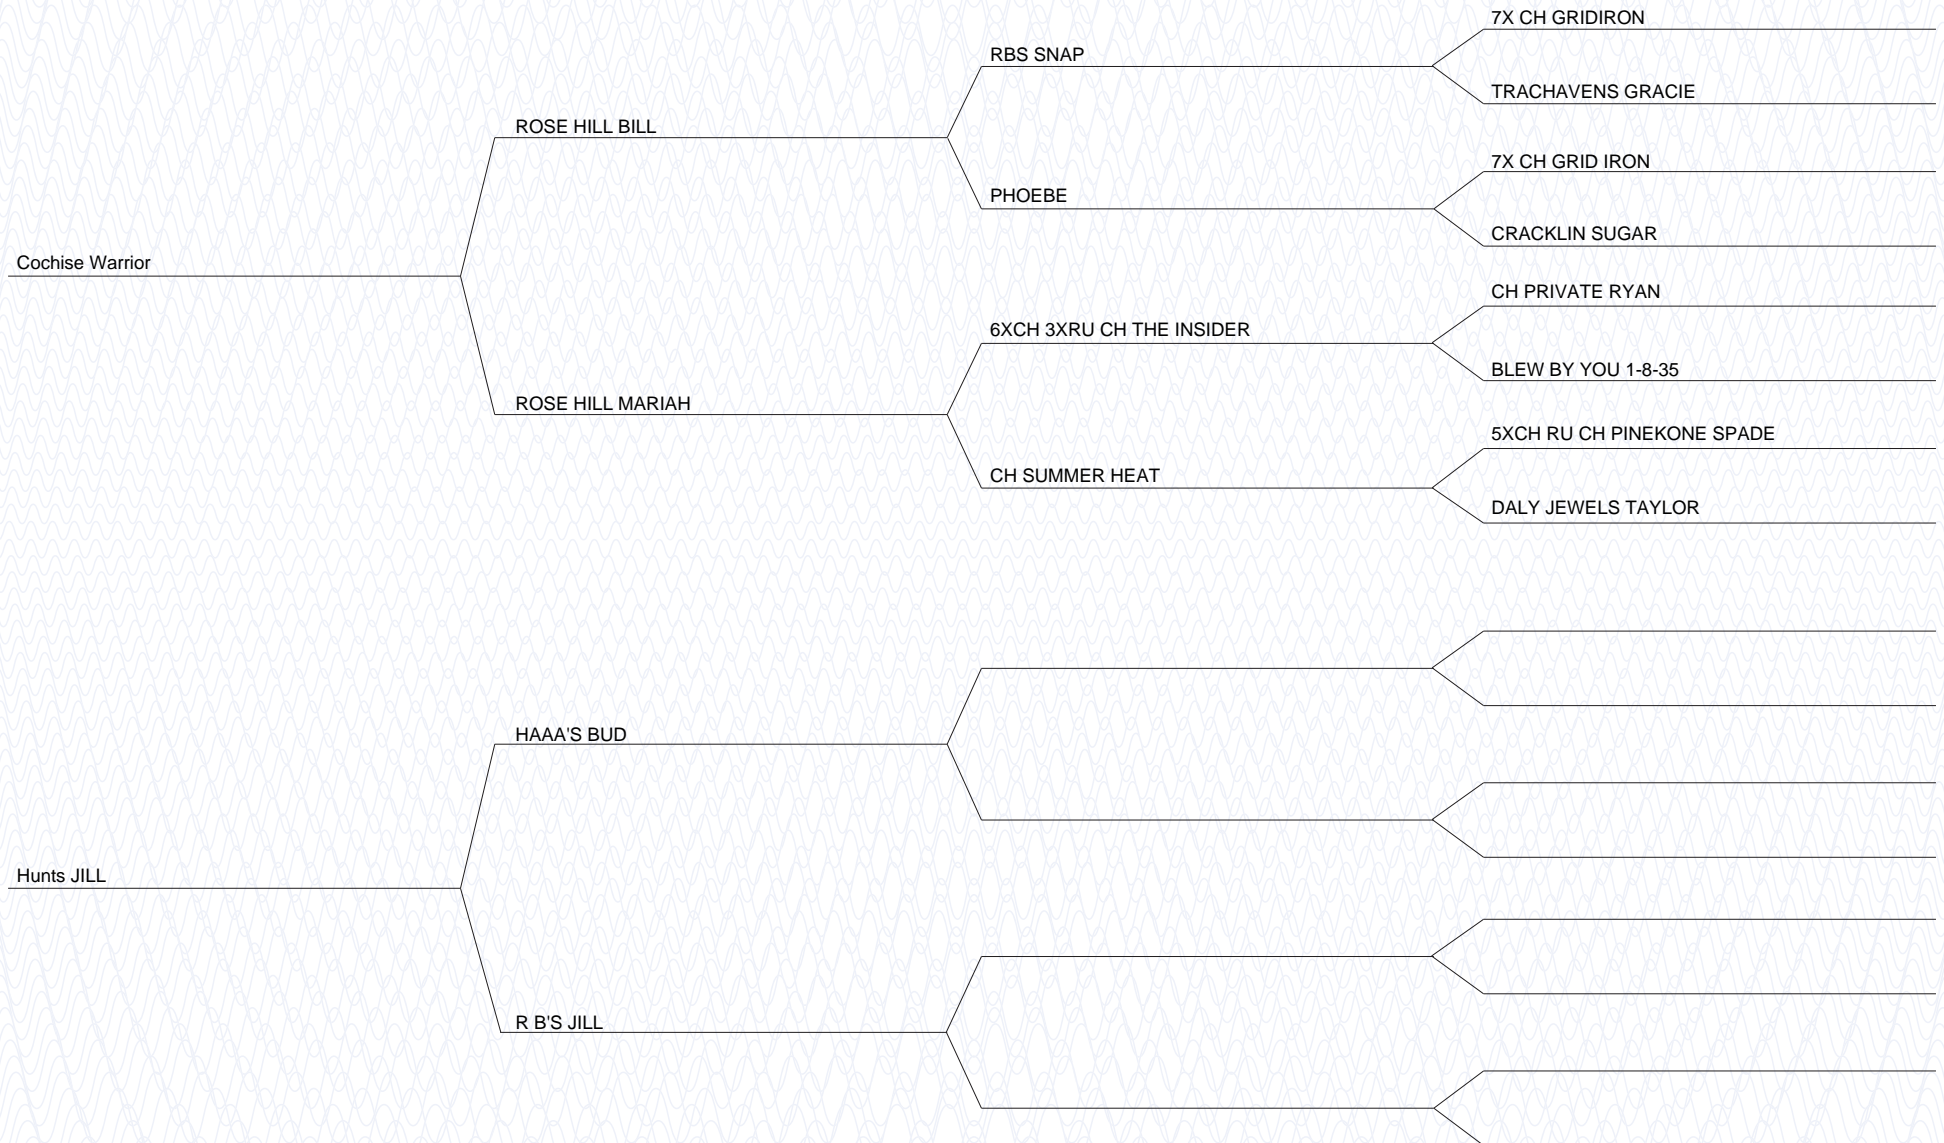 7X CH GRIDIRON
RBS SNAP
TRACHAVENS GRACIE
ROSE HILL BILL
7X CH GRID IRON
PHOEBE
CRACKLIN SUGAR
Cochise Warrior
CH PRIVATE RYAN
6XCH 3XRU CH THE INSIDER
BLEW BY YOU 1-8-35
ROSE HILL MARIAH
5XCH RU CH PINEKONE SPADE
CH SUMMER HEAT
DALY JEWELS TAYLOR
HAAA'S BUD
Hunts JILL
R B'S JILL